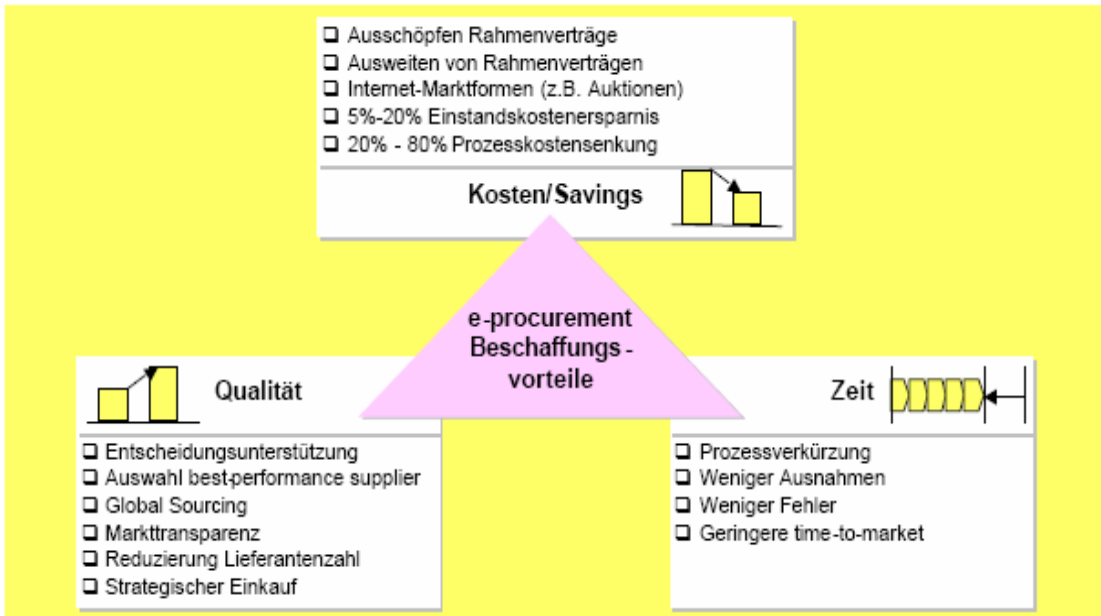 ❑ Ausschöpfen Rahmenverträge
❑ Ausweiten von Rahmenverträgen
❑ Internet-Marktformen (z.B. Auktionen)
❑ 5%-20% Einstandskostenersparnis
❑ 20% - 80% Prozesskostensenkung
Kosten/Savings
e-procurement
Beschaffungs -
vorteile
Qualität
❑ Entscheidungsunterstützung
❑ Auswahl best-performance supplier
❑ Global Sourcing
❑ Markttransparenz
❑ Reduzierung Lieferantenzahl
❑ Strategischer Einkauf
Zeit
❑ Prozessverkürzung
❑ Weniger Ausnahmen
❑ Weniger Fehler
❑ Geringere time-to-market